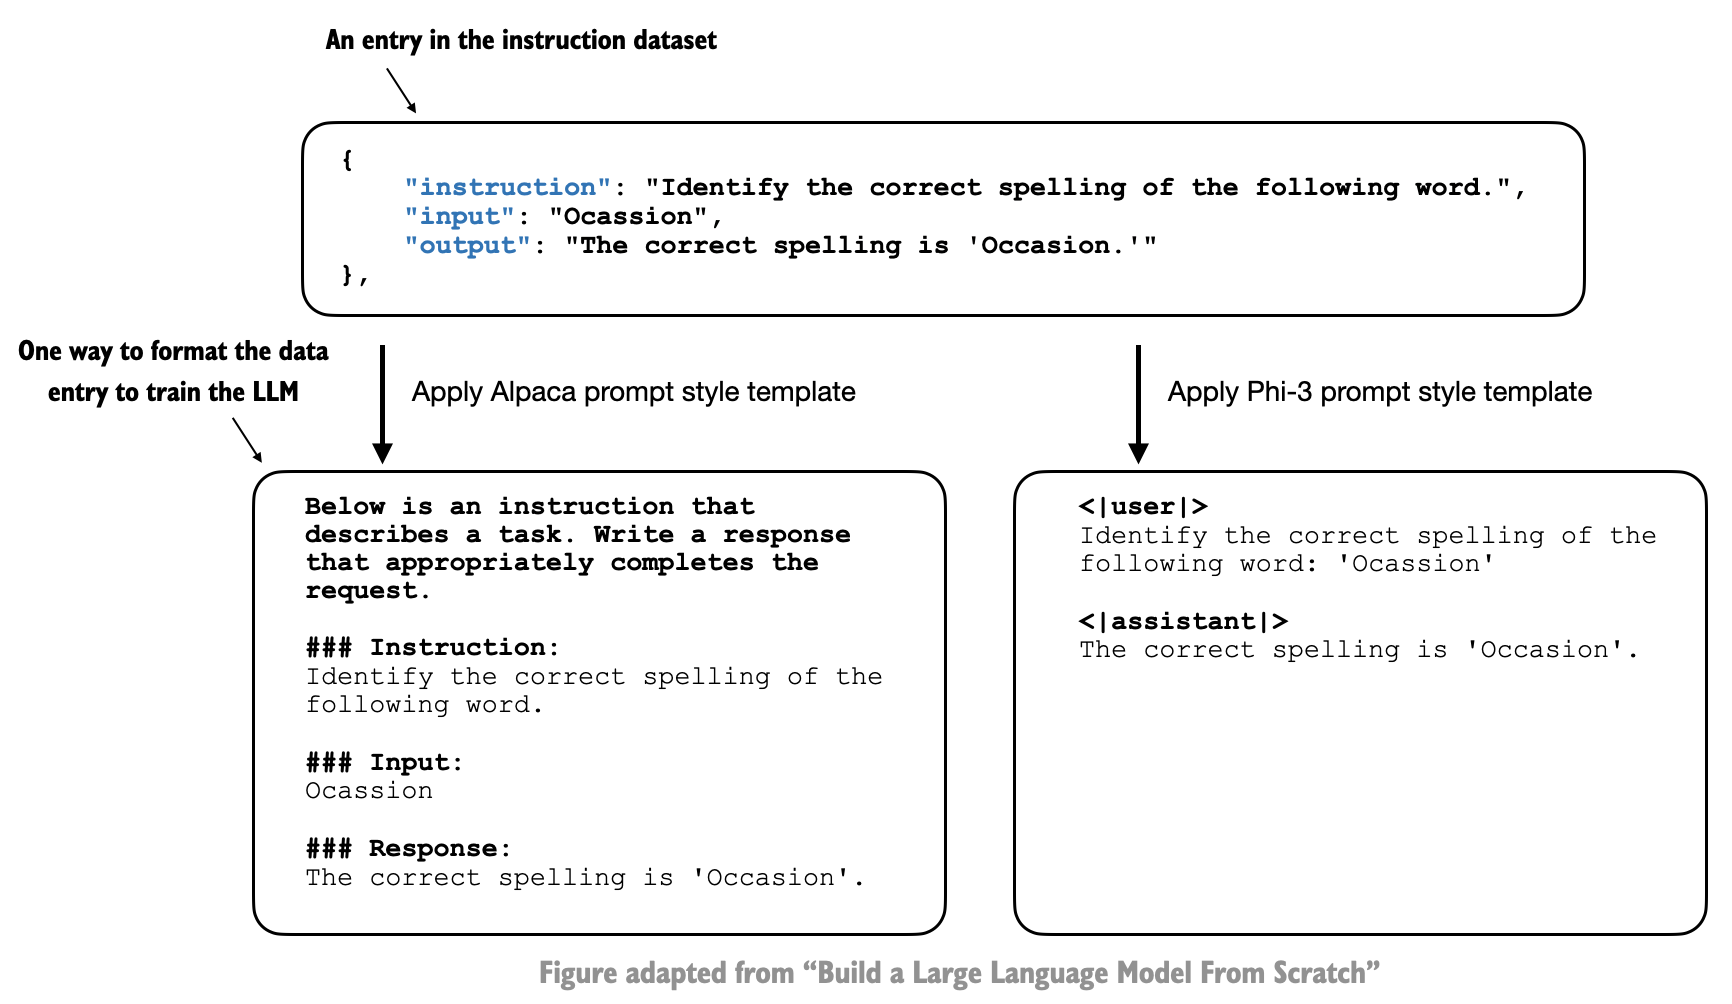 An entry in the instruction dataset
{
"instruction": "Identify the correct spelling of the following word.",
"input": "Ocassion",
"output": "The correct spelling is 'Occasion.'"
},
One way to format the data
entry to train the LLM
Apply Alpaca prompt style template
Apply Phi-3 prompt style template
Below is an instruction that
describes a task. Write a response
that appropriately completes the
request.
### Instruction:
Identify the correct spelling of the
following word.
### Input:
Ocassion
### Response:
The correct spelling is 'Occasion'.
<|user|>
Identify the correct spelling of the
following word: 'Ocassion'
<|assistant|>
The correct spelling is 'Occasion'.
Figure adapted from “Build a Large Language Model From Scratch”